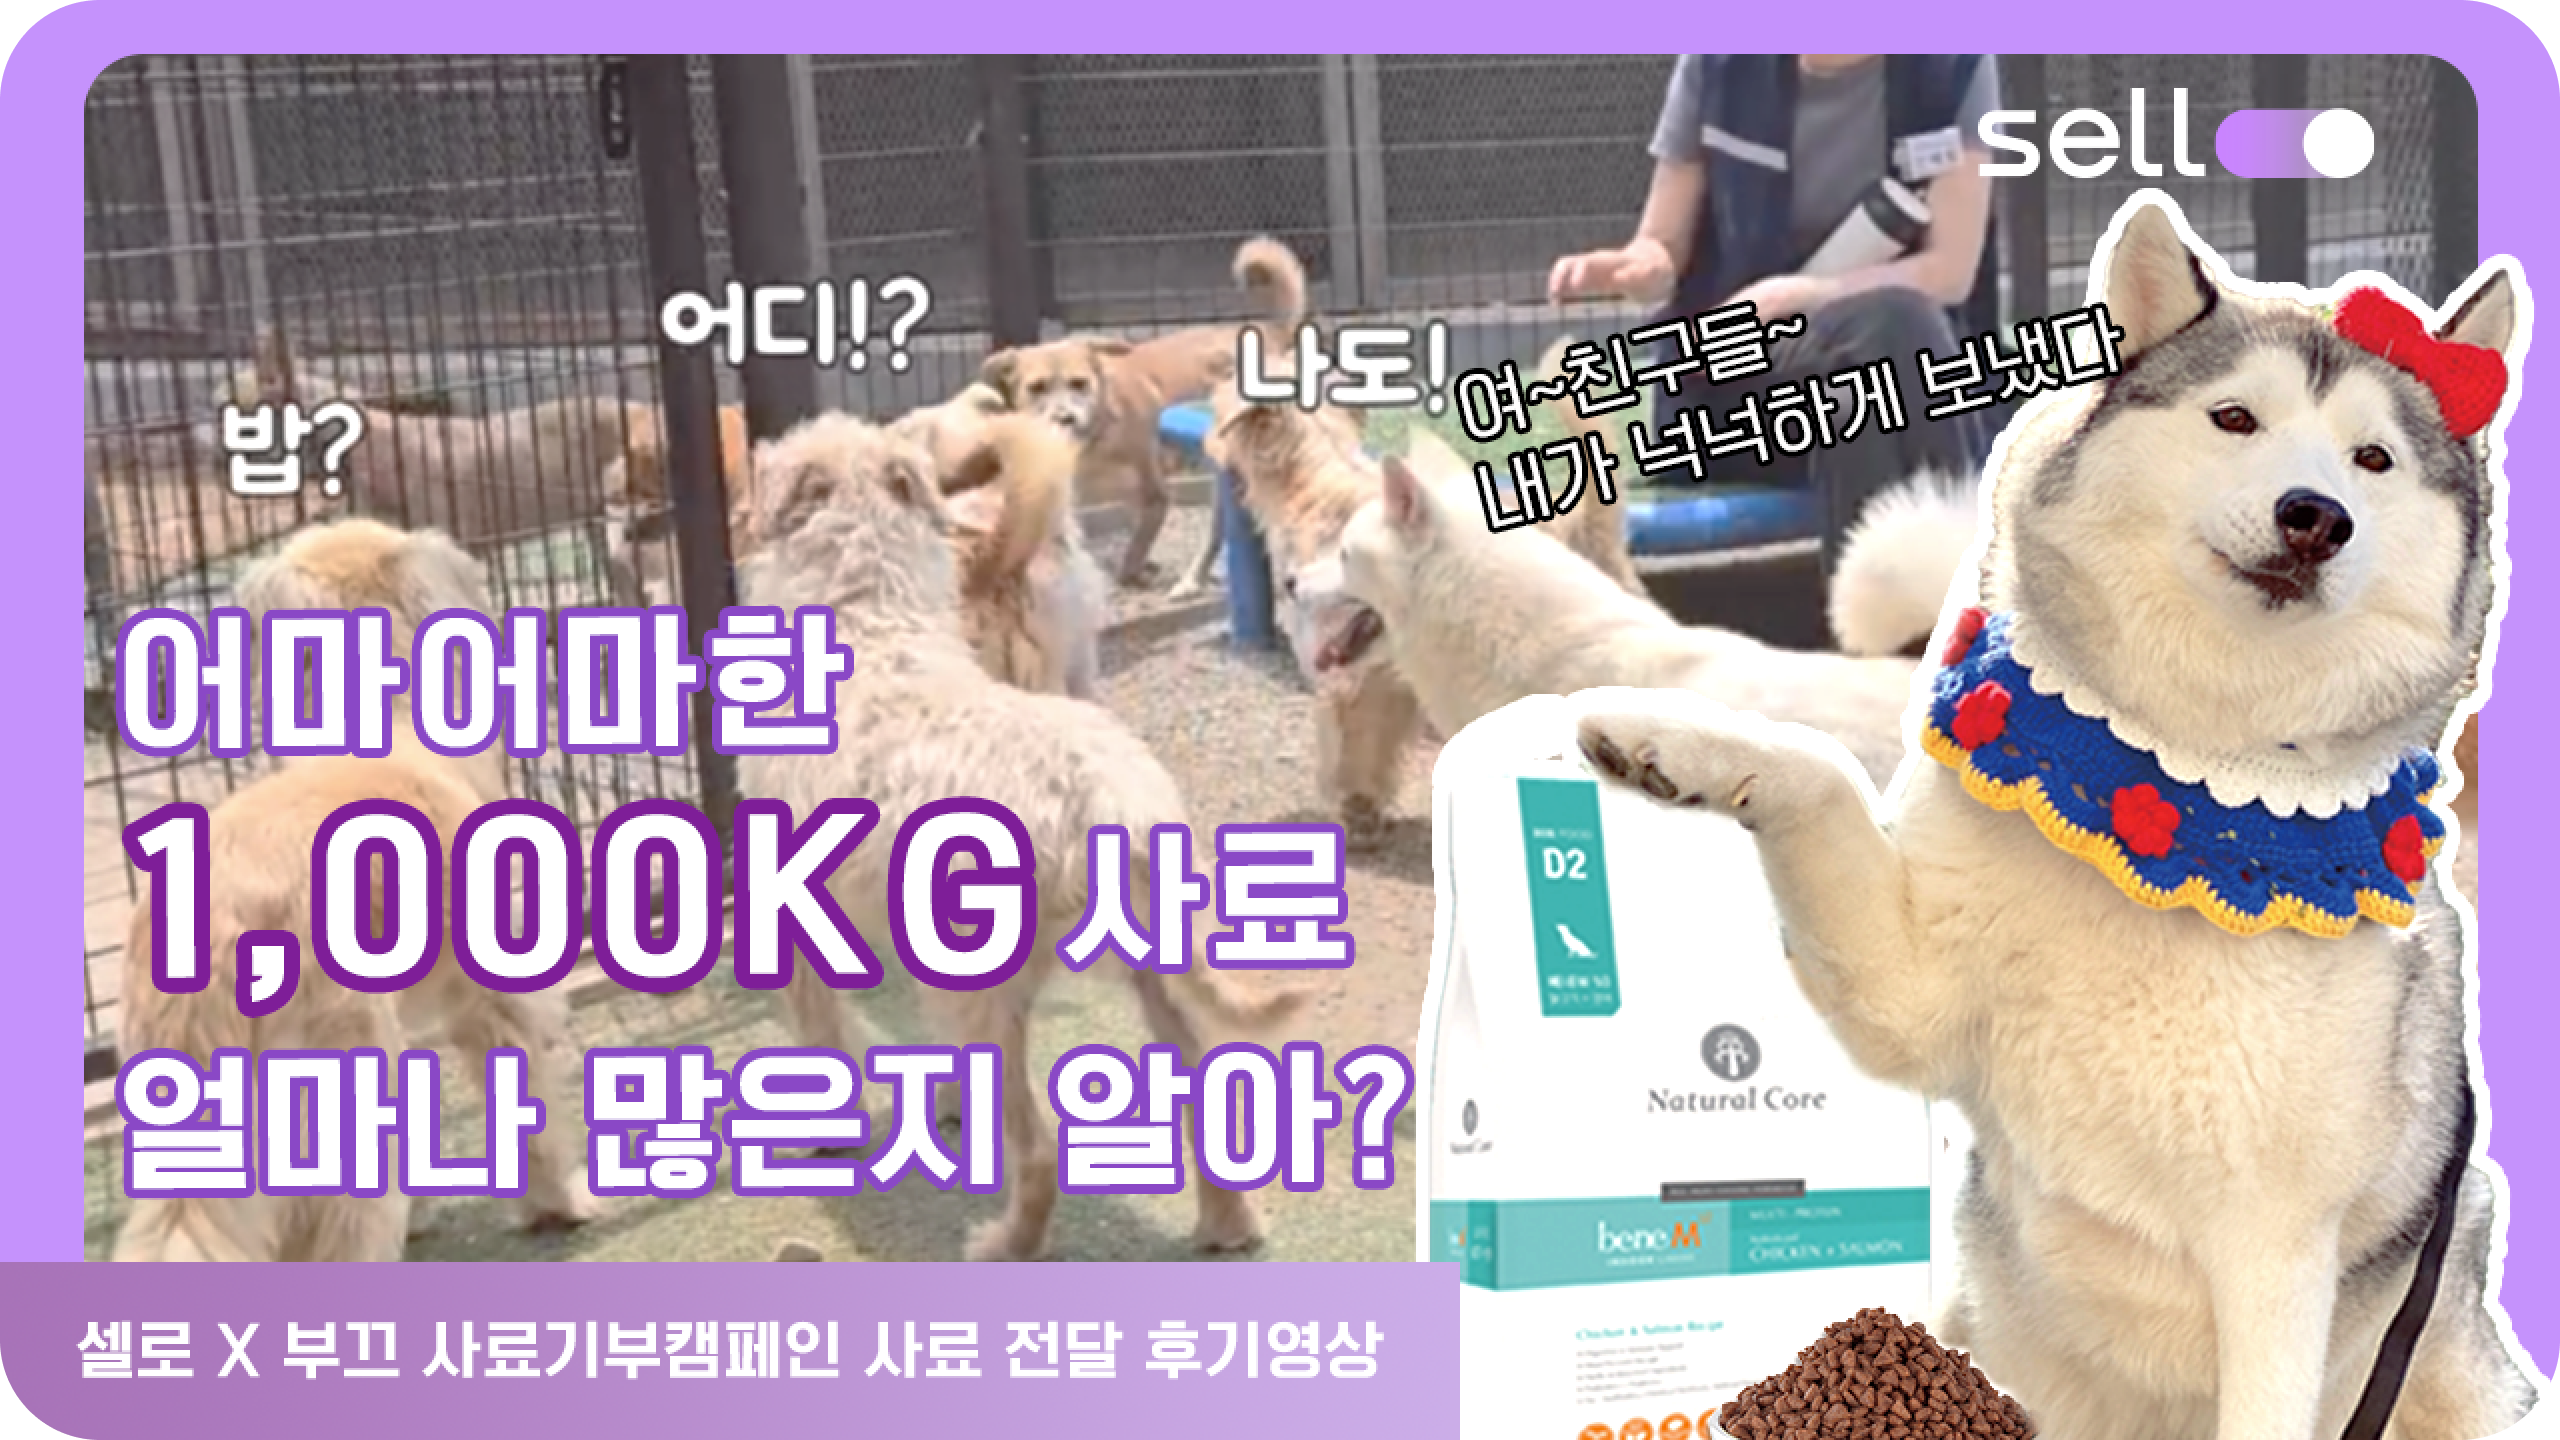 sell
어디!?
나도!
밥?
여~친구들~
내가 넉넉하게 보냈다
어마어마한
1,000KG 사료
얼마나 많은지 알아?
D2
Natural Core
beneM
CHICKEN + SALMON
Chicken & Salmon Recipe
셀로 X 부끄 사료기부캠페인 사료 전달 후기영상